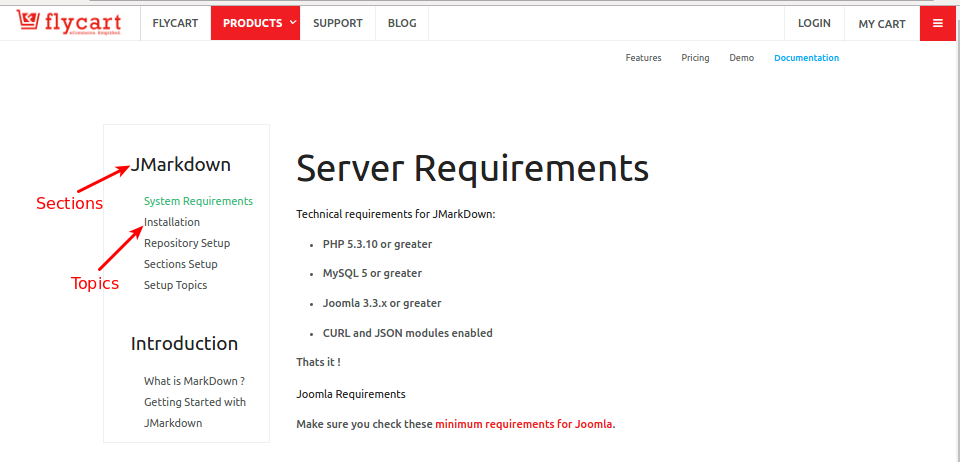 flycart
FLYCART
PRODUCTS
SUPPORT
BLOG
LOGIN
MY CART
Features
Pricing
Demo
Documentation
JMarkdown
Sections
System Requirements
Installation
Repository Setup
Sections Setup
Topics
Setup Topics
Introduction
What is MarkDown ?
Getting Started with
JMarkdown
Server Requirements
Technical requirements for JMarkDown:
• PHP 5.3.10 or greater
• MySQL 5 or greater
• Joomla 3.3.x or greater
• CURL and JSON modules enabled
Thats it !
Joomla Requirements
Make sure you check these minimum requirements for Joomla.